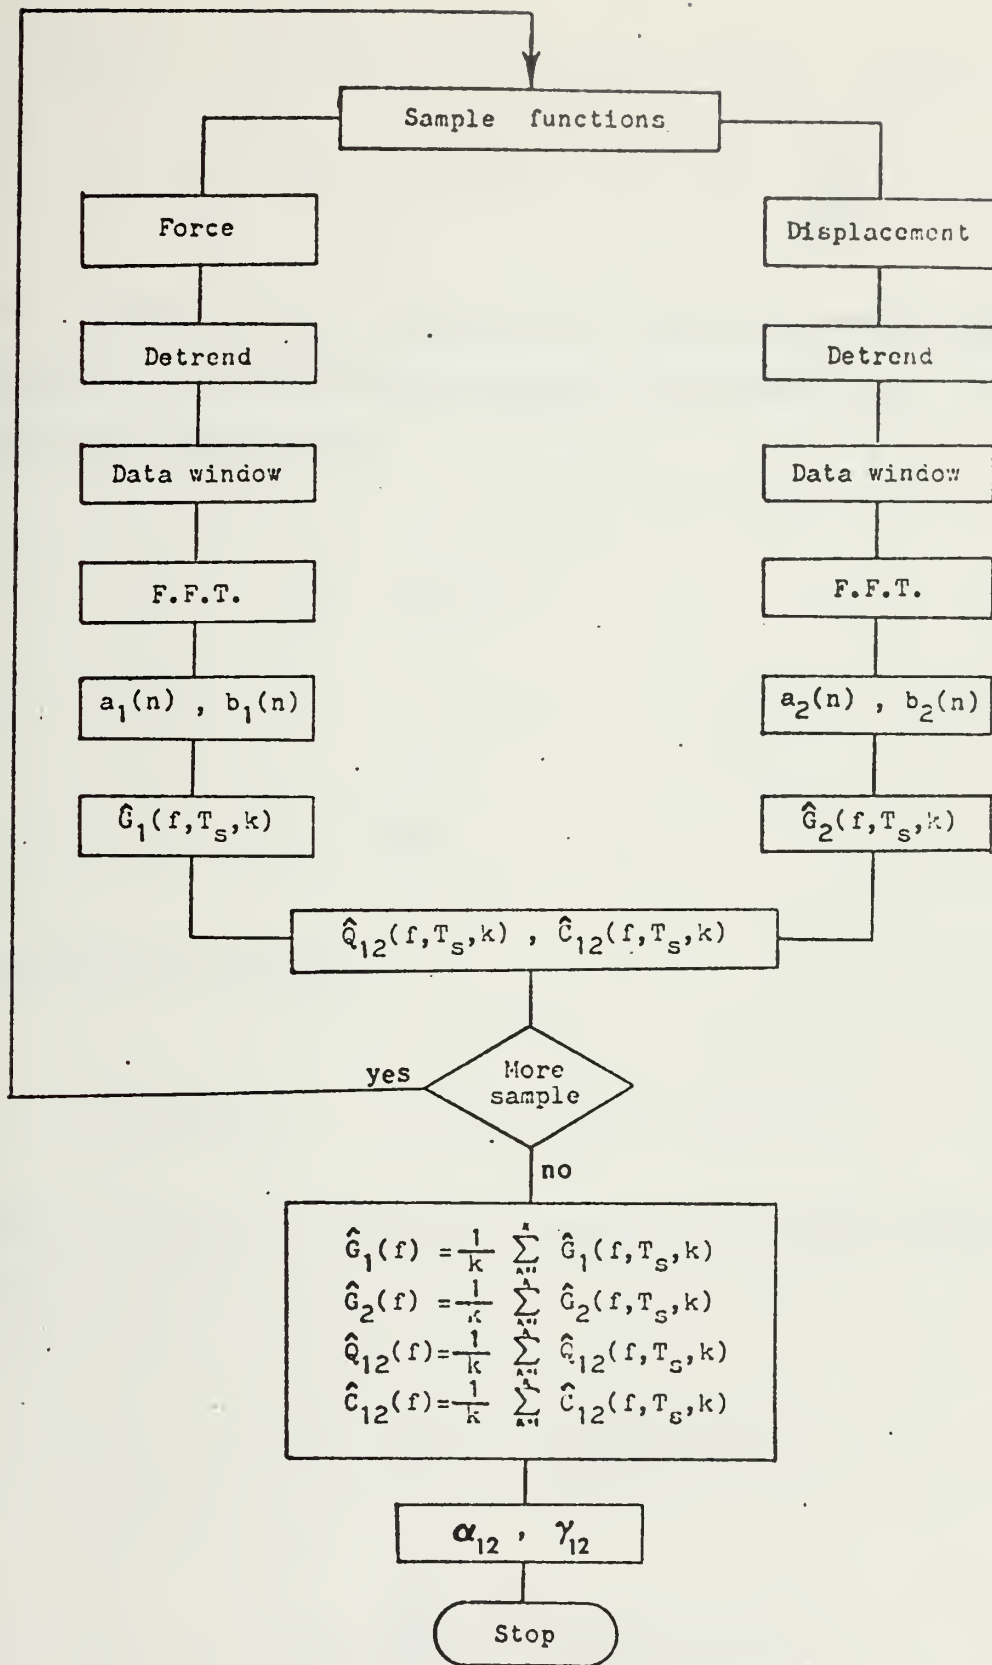 Sample functions
Force
Displacement
Detrend
Detrend
Data window
Data window
F.F.T.
F.F.T.
a₁(n) , b₁(n)
a₂(n) , b₂(n)
Ĝ₁(f,Tₛ,k)
Ĝ₂(f,Tₛ,k)
Q̂₁₂(f,Tₛ,k) , Ĉ₁₂(f,Tₛ,k)
yes
More
sample
no
Ĝ₁(f) = 1/k ∑ Ĝ₁(f,Tₛ,k)
Ĝ₂(f) = 1/k ∑ Ĝ₂(f,Tₛ,k)
Q̂₁₂(f)= 1/k ∑ Q̂₁₂(f,Tₛ,k)
Ĉ₁₂(f)= 1/k ∑ Ĉ₁₂(f,Tₛ,k)
α₁₂ , γ₁₂
Stop